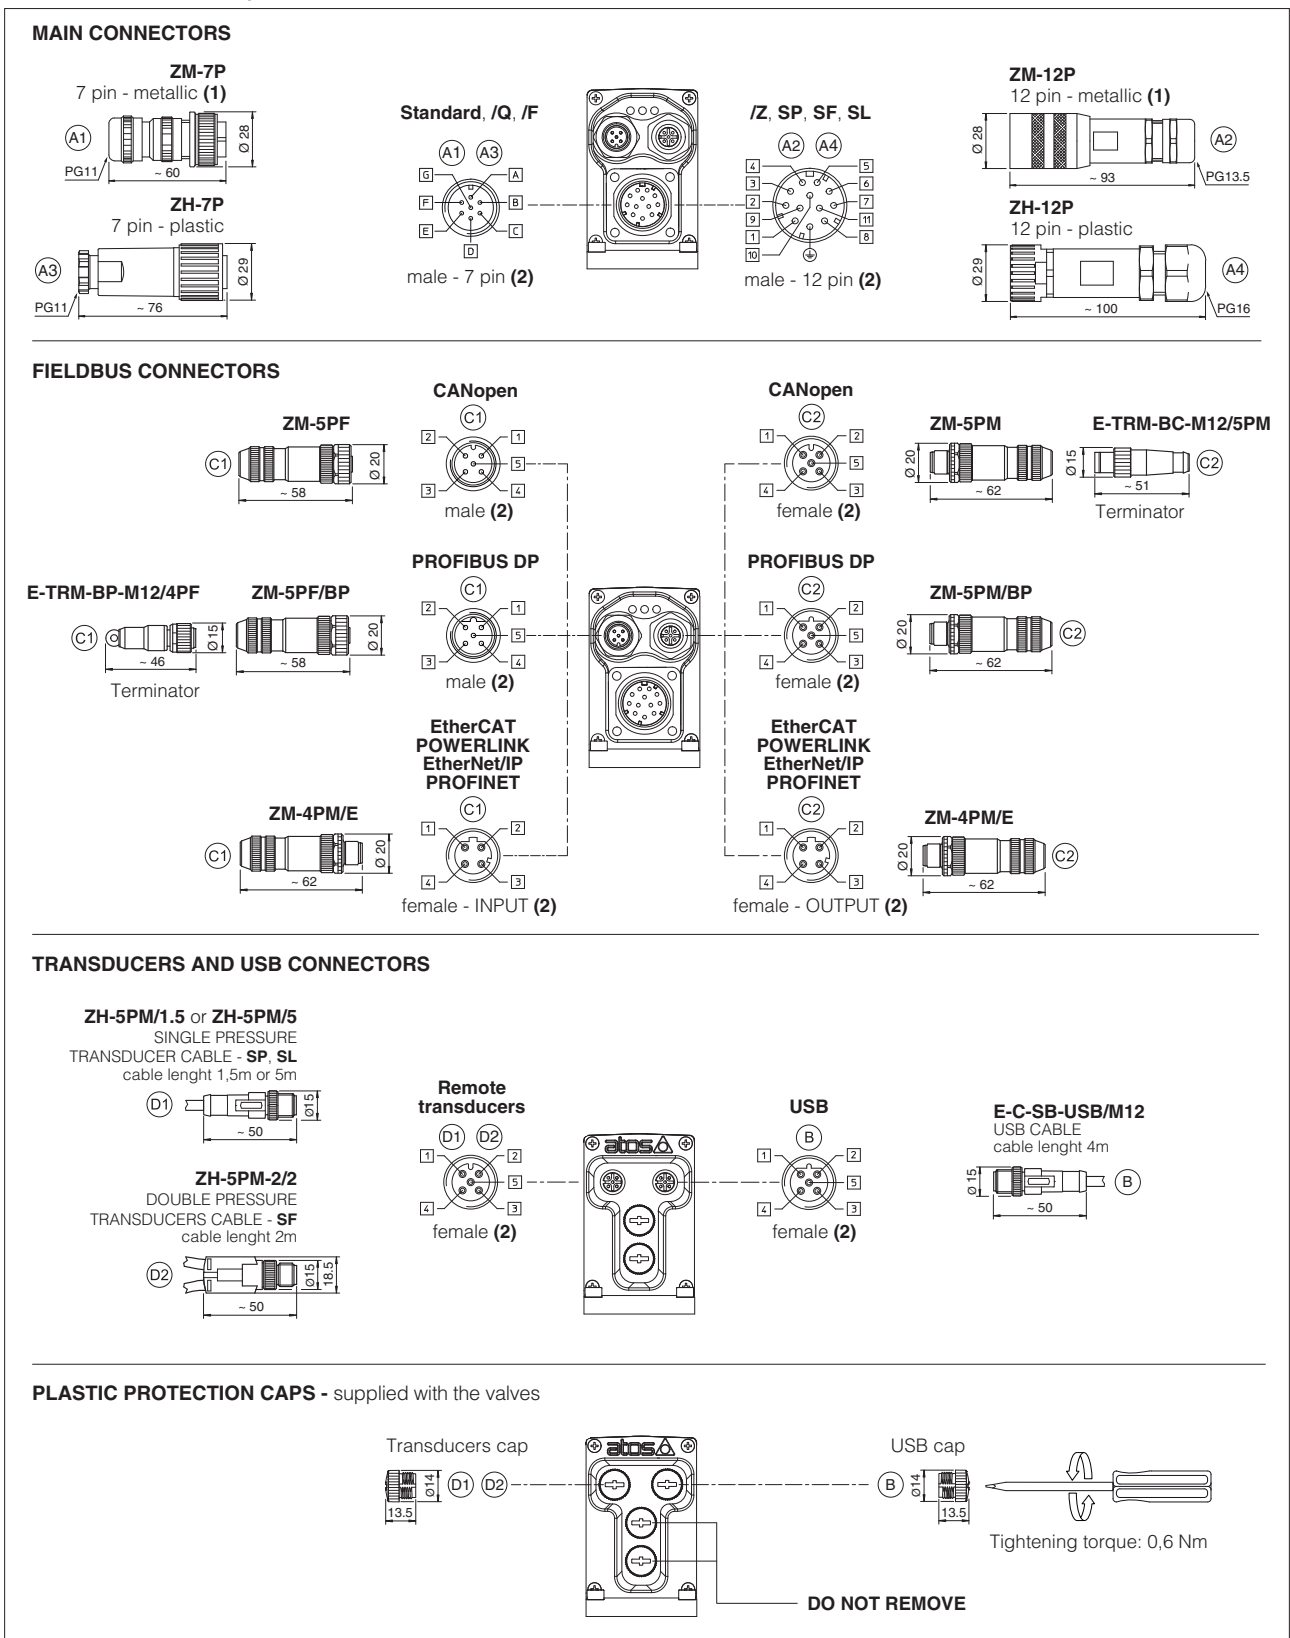 MAIN CONNECTORS
ZM-7P
7 pin - metallic (1)
A1
PG11
~ 60
Ø 28
ZH-7P
7 pin - plastic
A3
PG11
~ 76
Ø 29
Standard, /Q, /F
A1 A3
G A
F B
E C
D
male - 7 pin (2)
/Z, SP, SF, SL
A2 A4
4 5
3 6
2 7
9 11
1 8
10
male - 12 pin (2)
ZM-12P
12 pin - metallic (1)
Ø 28
A2
~ 93
PG13.5
ZH-12P
12 pin - plastic
Ø 29
A4
~ 100
PG16
FIELDBUS CONNECTORS
ZM-5PF
C1
Ø 20
~ 58
CANopen
C1
2 1
5
3 4
male (2)
CANopen
C2
1 2
5
4 3
female (2)
ZM-5PM
Ø 20
~ 62
E-TRM-BC-M12/5PM
Ø 15
C2
~ 51
Terminator
E-TRM-BP-M12/4PF
C1
Ø 15
~ 46
Terminator
ZM-5PF/BP
Ø 20
~ 58
PROFIBUS DP
C1
2 1
5
3 4
male (2)
PROFIBUS DP
C2
1 2
5
4 3
female (2)
ZM-5PM/BP
Ø 20
C2
~ 62
ZM-4PM/E
C1
Ø 20
~ 62
EtherCAT
POWERLINK
EtherNet/IP
PROFINET
C1
1 2
4 3
female - INPUT (2)
EtherCAT
POWERLINK
EtherNet/IP
PROFINET
C2
1 2
4 3
female - OUTPUT (2)
ZM-4PM/E
Ø 20
C2
~ 62
TRANSDUCERS AND USB CONNECTORS
ZH-5PM/1.5 or ZH-5PM/5
SINGLE PRESSURE
TRANSDUCER CABLE - SP, SL
cable lenght 1,5m or 5m
D1
Ø15
~ 50
ZH-5PM-2/2
DOUBLE PRESSURE
TRANSDUCERS CABLE - SF
cable lenght 2m
D2
Ø15
18.5
~ 50
Remote
transducers
D1 D2
1 2
5
4 3
female (2)
atos
USB
B
1 2
5
4 3
female (2)
E-C-SB-USB/M12
USB CABLE
cable lenght 4m
Ø 15
B
~ 50
PLASTIC PROTECTION CAPS - supplied with the valves
Transducers cap
Ø14
D1 D2
13.5
atos
USB cap
B
Ø14
13.5
Tightening torque: 0,6 Nm
DO NOT REMOVE